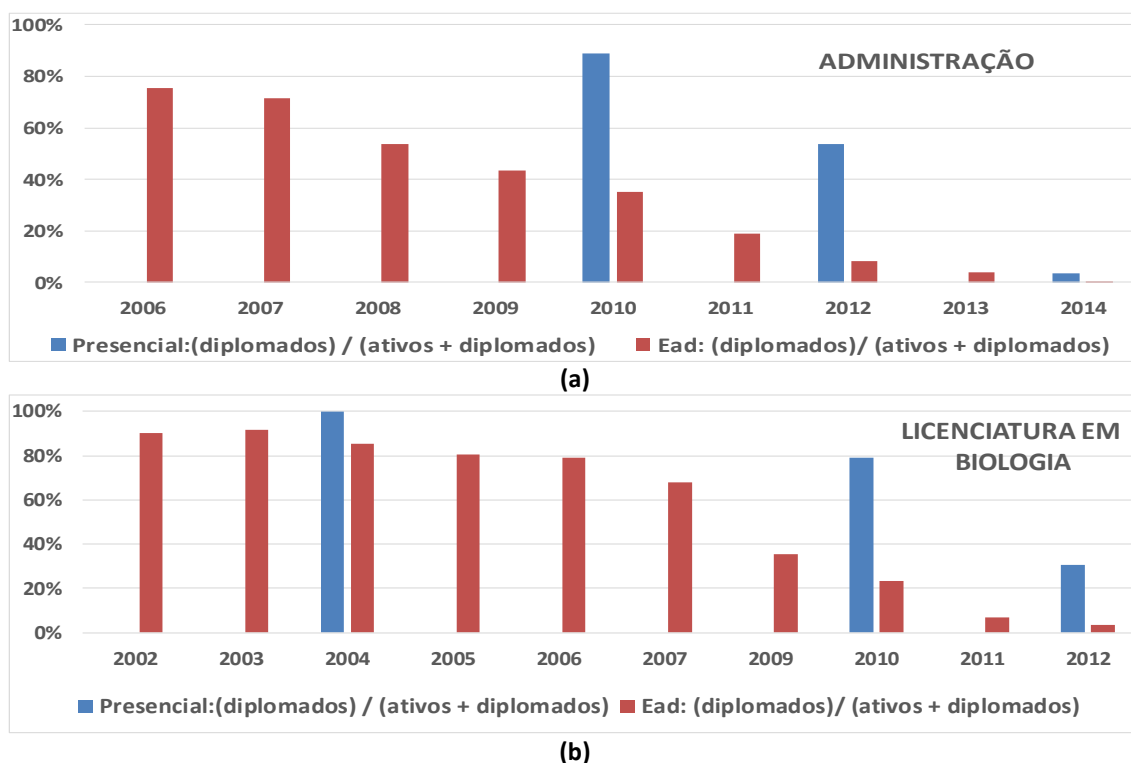 100%
ADMINISTRAÇÃO
80%
60%
40%
20%
0%
2006 2007 2008 2009 2010 2011 2012 2013 2014
Presencial:(diplomados) / (ativos + diplomados) Ead: (diplomados)/ (ativos + diplomados)
(a)
100%
LICENCIATURA EM
BIOLOGIA
80%
60%
40%
20%
0%
2002 2003 2004 2005 2006 2007 2009 2010 2011 2012
Presencial:(diplomados) / (ativos + diplomados) Ead: (diplomados)/ (ativos + diplomados)
(b)